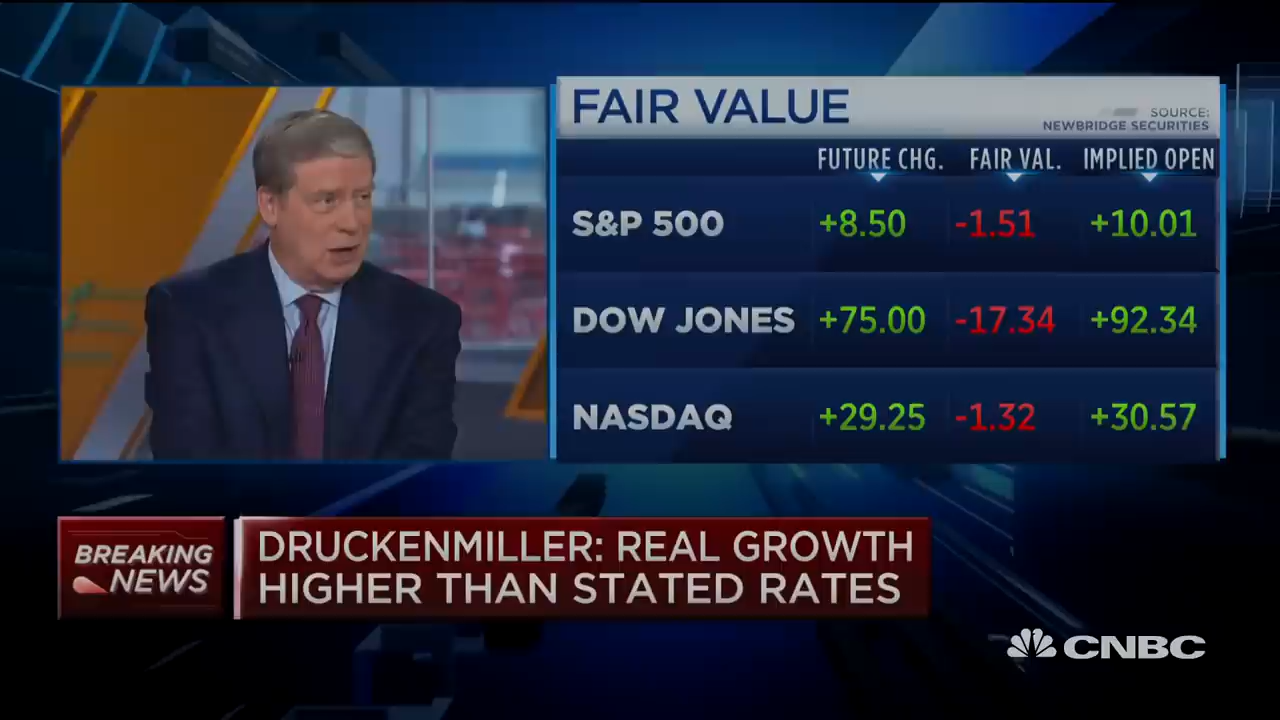 FAIR VALUE
SOURCE:
NEWBRIDGE SECURITIES
FUTURE CHG. FAIR VAL. IMPLIED OPEN
S&P 500 +8.50 -1.51 +10.01
DOW JONES +75.00 -17.34 +92.34
NASDAQ +29.25 -1.32 +30.57
BREAKING
NEWS
DRUCKENMILLER: REAL GROWTH
HIGHER THAN STATED RATES
CNBC